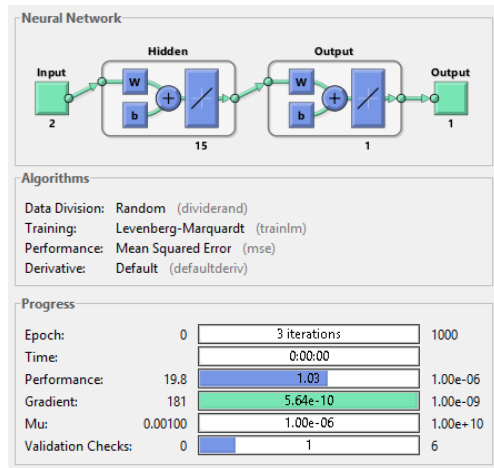 Neural Network
Hidden
Output
Input
W
b
+
W
b
+
Output
2
15
1
1
Algorithms
Data Division: Random (dividerand)
Training: Levenberg-Marquardt (trainlm)
Performance: Mean Squared Error (mse)
Derivative: Default (defaultderiv)
Progress
Epoch: 0 3 iterations 1000
Time: 0:00:00
Performance: 19.8 1.03 1.00e-06
Gradient: 181 5.64e-10 1.00e-09
Mu: 0.00100 1.00e-06 1.00e+10
Validation Checks: 0 1 6